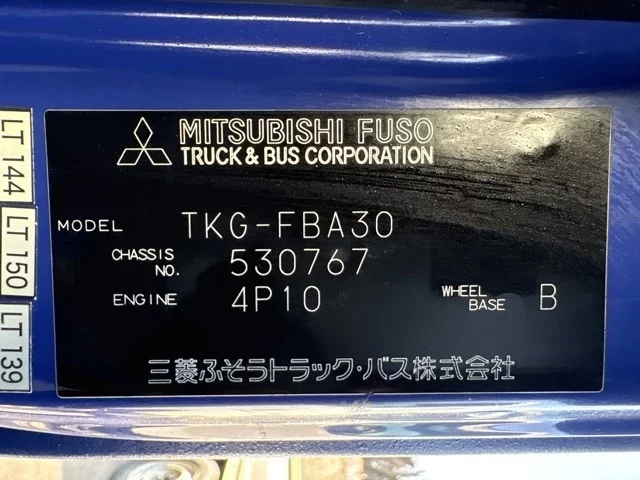 MITSUBISHI FUSO
TRUCK & BUS CORPORATION
MODEL TKG-FBA30
CHASSIS NO. 530767
ENGINE 4P10 WHEEL BASE B
三菱ふそうトラック・バス株式会社
LT 144
LT 150
LT 139